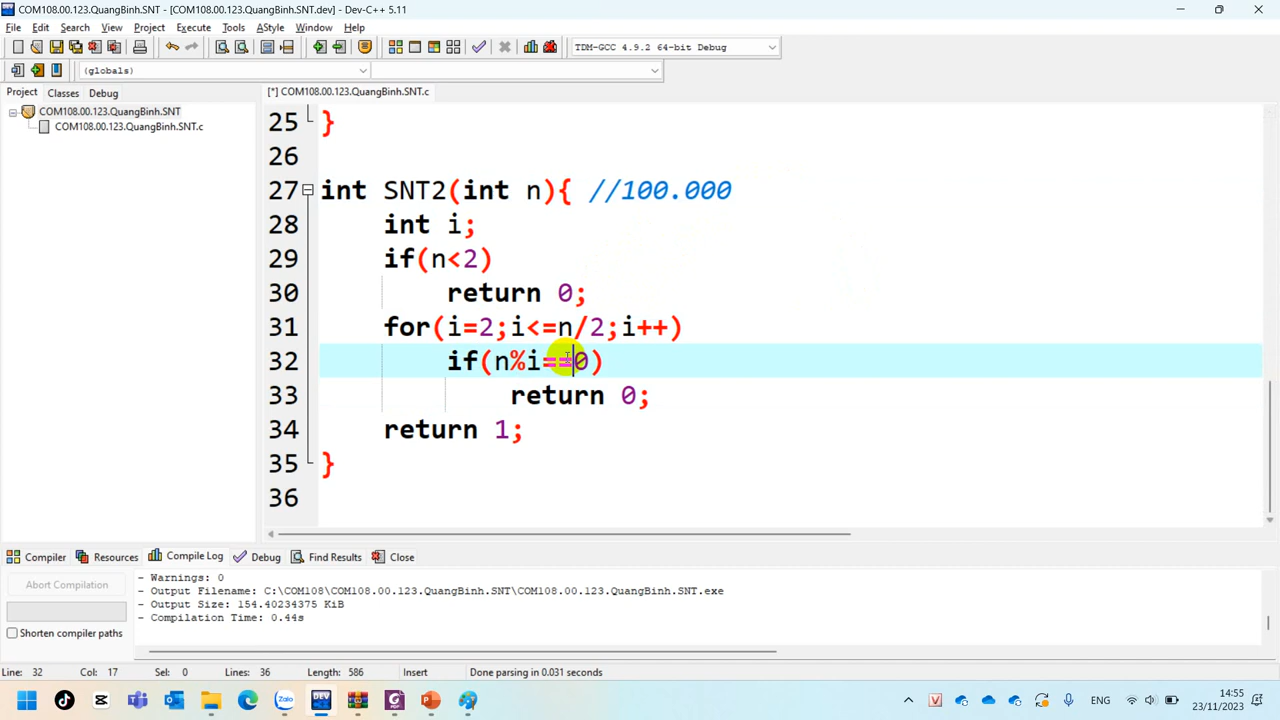 COM108.00.123.QuangBinh.SNT - [COM108.00.123.QuangBinh.SNT.dev] - Dev-C++ 5.11
File Edit Search View Project Execute Tools AStyle Window Help
TDM-GCC 4.9.2 64-bit Debug
(globals)
Project Classes Debug
[*] COM108.00.123.QuangBinh.SNT.c
COM108.00.123.QuangBinh.SNT
COM108.00.123.QuangBinh.SNT.c
25 }
26
27 int SNT2(int n){ //100.000
28 int i;
29 if(n<2)
30 return 0;
31 for(i=2;i<=n/2;i++)
32 if(n%i==0)
33 return 0;
34 return 1;
35 }
36
Compiler Resources Compile Log Debug Find Results Close
Abort Compilation
Shorten compiler paths
- Warnings: 0
- Output Filename: C:\COM108\COM108.00.123.QuangBinh.SNT\COM108.00.123.QuangBinh.SNT.exe
- Output Size: 154.40234375 KiB
- Compilation Time: 0.44s
Line: 32 Col: 17 Sel: 0 Lines: 36 Length: 586 Insert Done parsing in 0.031 seconds
Zalo DEV
ENG
14:55
23/11/2023